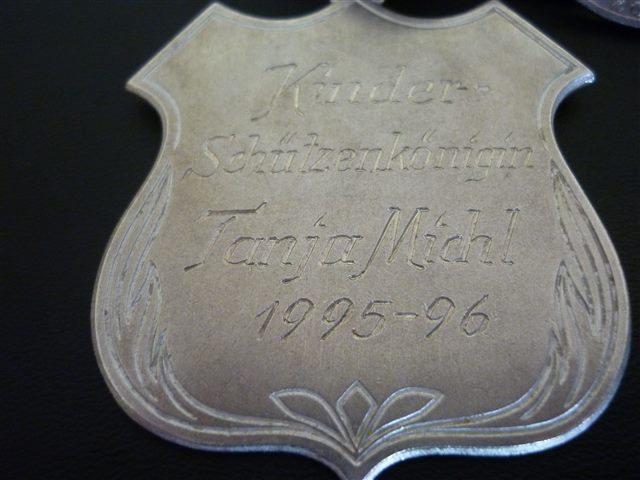 Kinder-
Schützenkönigin
Tanja Michl
1995-96